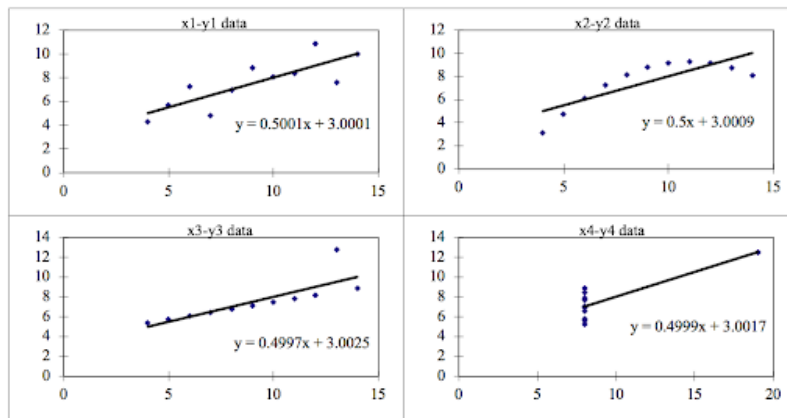 x1-y1 data
12
10
8
6
4
2
0
y = 0.5001x + 3.0001
0 5 10 15
x2-y2 data
12
10
8
6
4
2
0
y = 0.5x + 3.0009
0 5 10 15
x3-y3 data
14
12
10
8
6
4
2
0
y = 0.4997x + 3.0025
0 5 10 15
x4-y4 data
14
12
10
8
6
4
2
0
y = 0.4999x + 3.0017
0 5 10 15 20